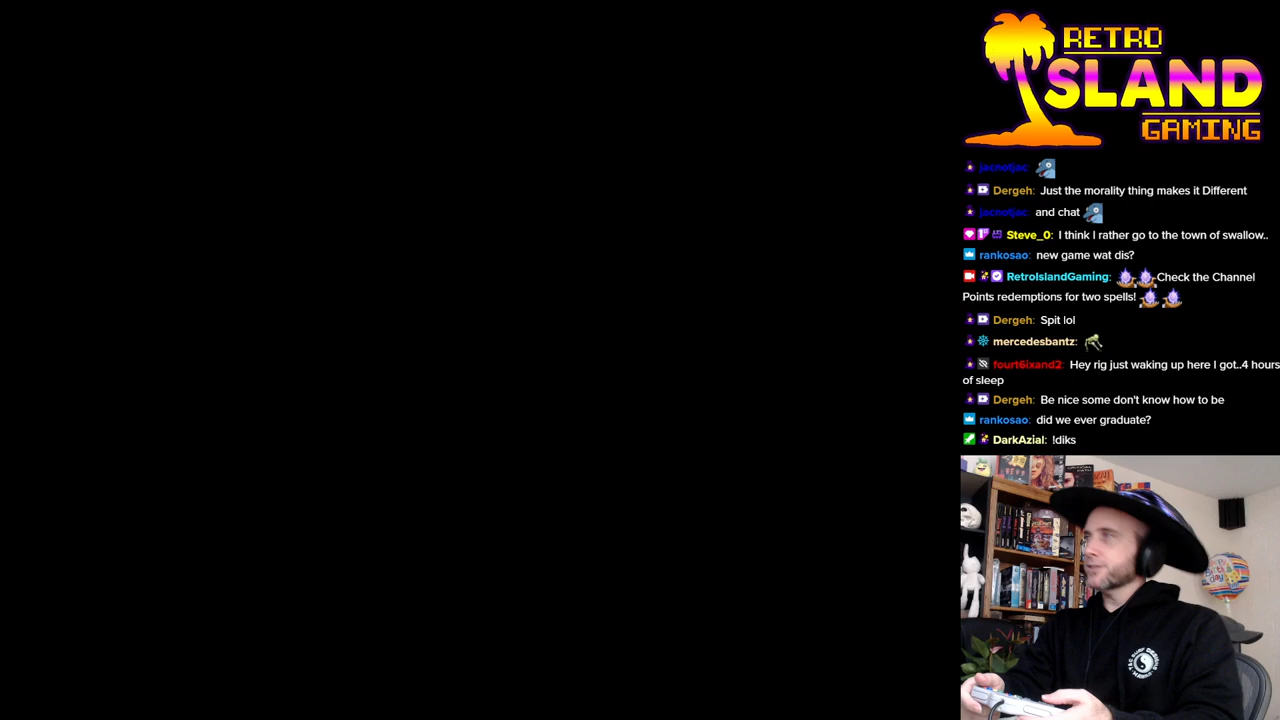 RETRO
ISLAND
GAMING
jacnotjac:
Dergeh: Just the morality thing makes it Different
jacnotjac: and chat
Steve_0: I think I rather go to the town of swallow..
rankosao: new game wat dis?
RetroIslandGaming: Check the Channel
Points redemptions for two spells!
Dergeh: Spit lol
mercedesbantz:
fourt6ixand2: Hey rig just waking up here I got..4 hours
of sleep
Dergeh: Be nice some don't know how to be
rankosao: did we ever graduate?
DarkAzial: !diks